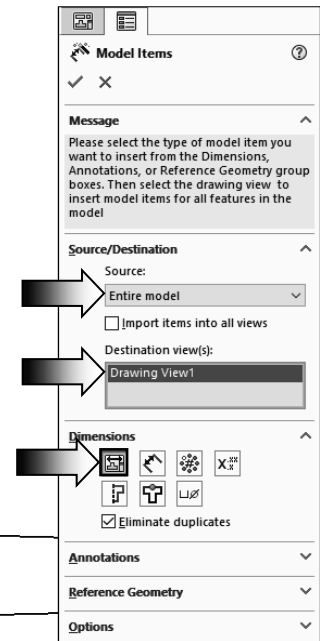 Model Items
Message
Please select the type of model item you
want to insert from the Dimensions,
Annotations, or Reference Geometry group
boxes. Then select the drawing view to
insert model items for all features in the
model
Source/Destination
Source:
Entire model
Import items into all views
Destination view(s):
Drawing View1
Dimensions
X.XX
X.X
Eliminate duplicates
Annotations
Reference Geometry
Options